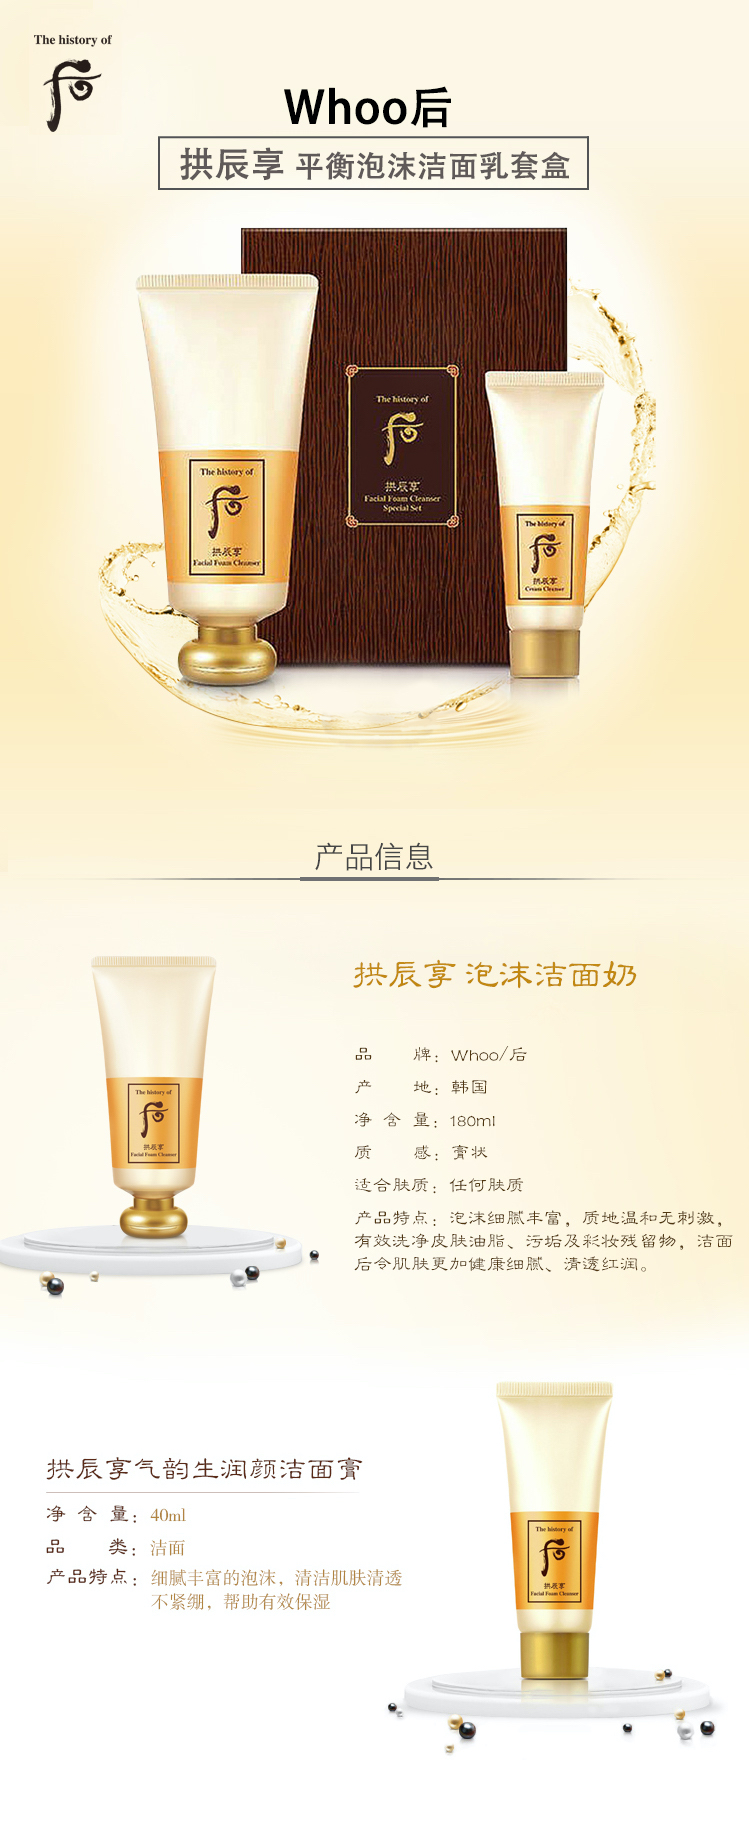 The history of
后
Whoo后
拱辰享 平衡泡沫洁面乳套盒
The history of
后
拱辰享
Facial Foam Cleanser
Special Set
The history of
后
拱辰享
Facial Foam Cleanser
The history of
后
拱辰享
Cream Cleanser
产品信息
拱辰享 泡沫洁面奶
The history of
后
拱辰享
Facial Foam Cleanser
品 牌：Whoo/后
产 地：韩国
净 含 量：180ml
质 感：膏状
适合肤质：任何肤质
产品特点：泡沫细腻丰富，质地温和无刺激，
有效洗净皮肤油脂、污垢及彩妆残留物，洁面
后令肌肤更加健康细腻、清透红润。
拱辰享气韵生润颜洁面膏
净 含 量：40ml
品 类：洁面
产品特点：细腻丰富的泡沫，清洁肌肤清透
不紧绷，帮助有效保湿
The history of
后
拱辰享
Facial Foam Cleanser